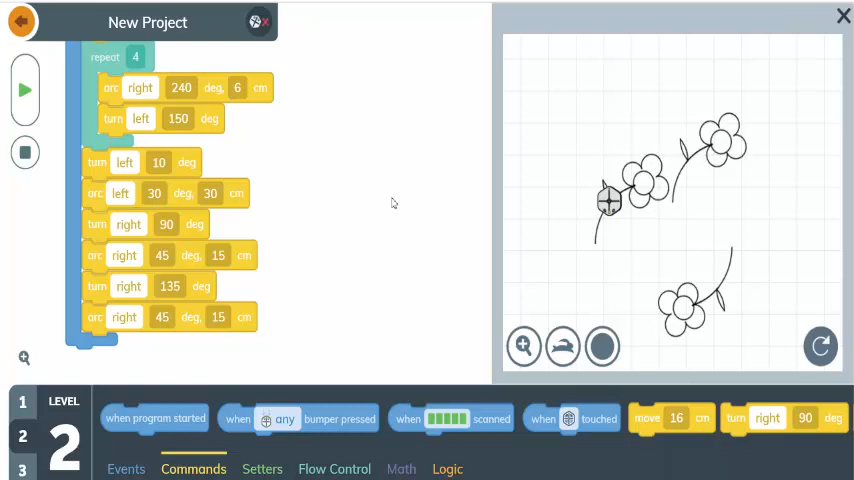 New Project
repeat 4
arc right 240 deg, 6 cm
turn left 150 deg
turn left 10 deg
arc left 30 deg, 30 cm
turn right 90 deg
arc right 45 deg, 15 cm
turn right 135 deg
arc right 45 deg, 15 cm
1
2
3
LEVEL
2
when program started
when any bumper pressed
when scanned
when touched
move 16 cm
turn right 90 deg
Events Commands Setters Flow Control Math Logic